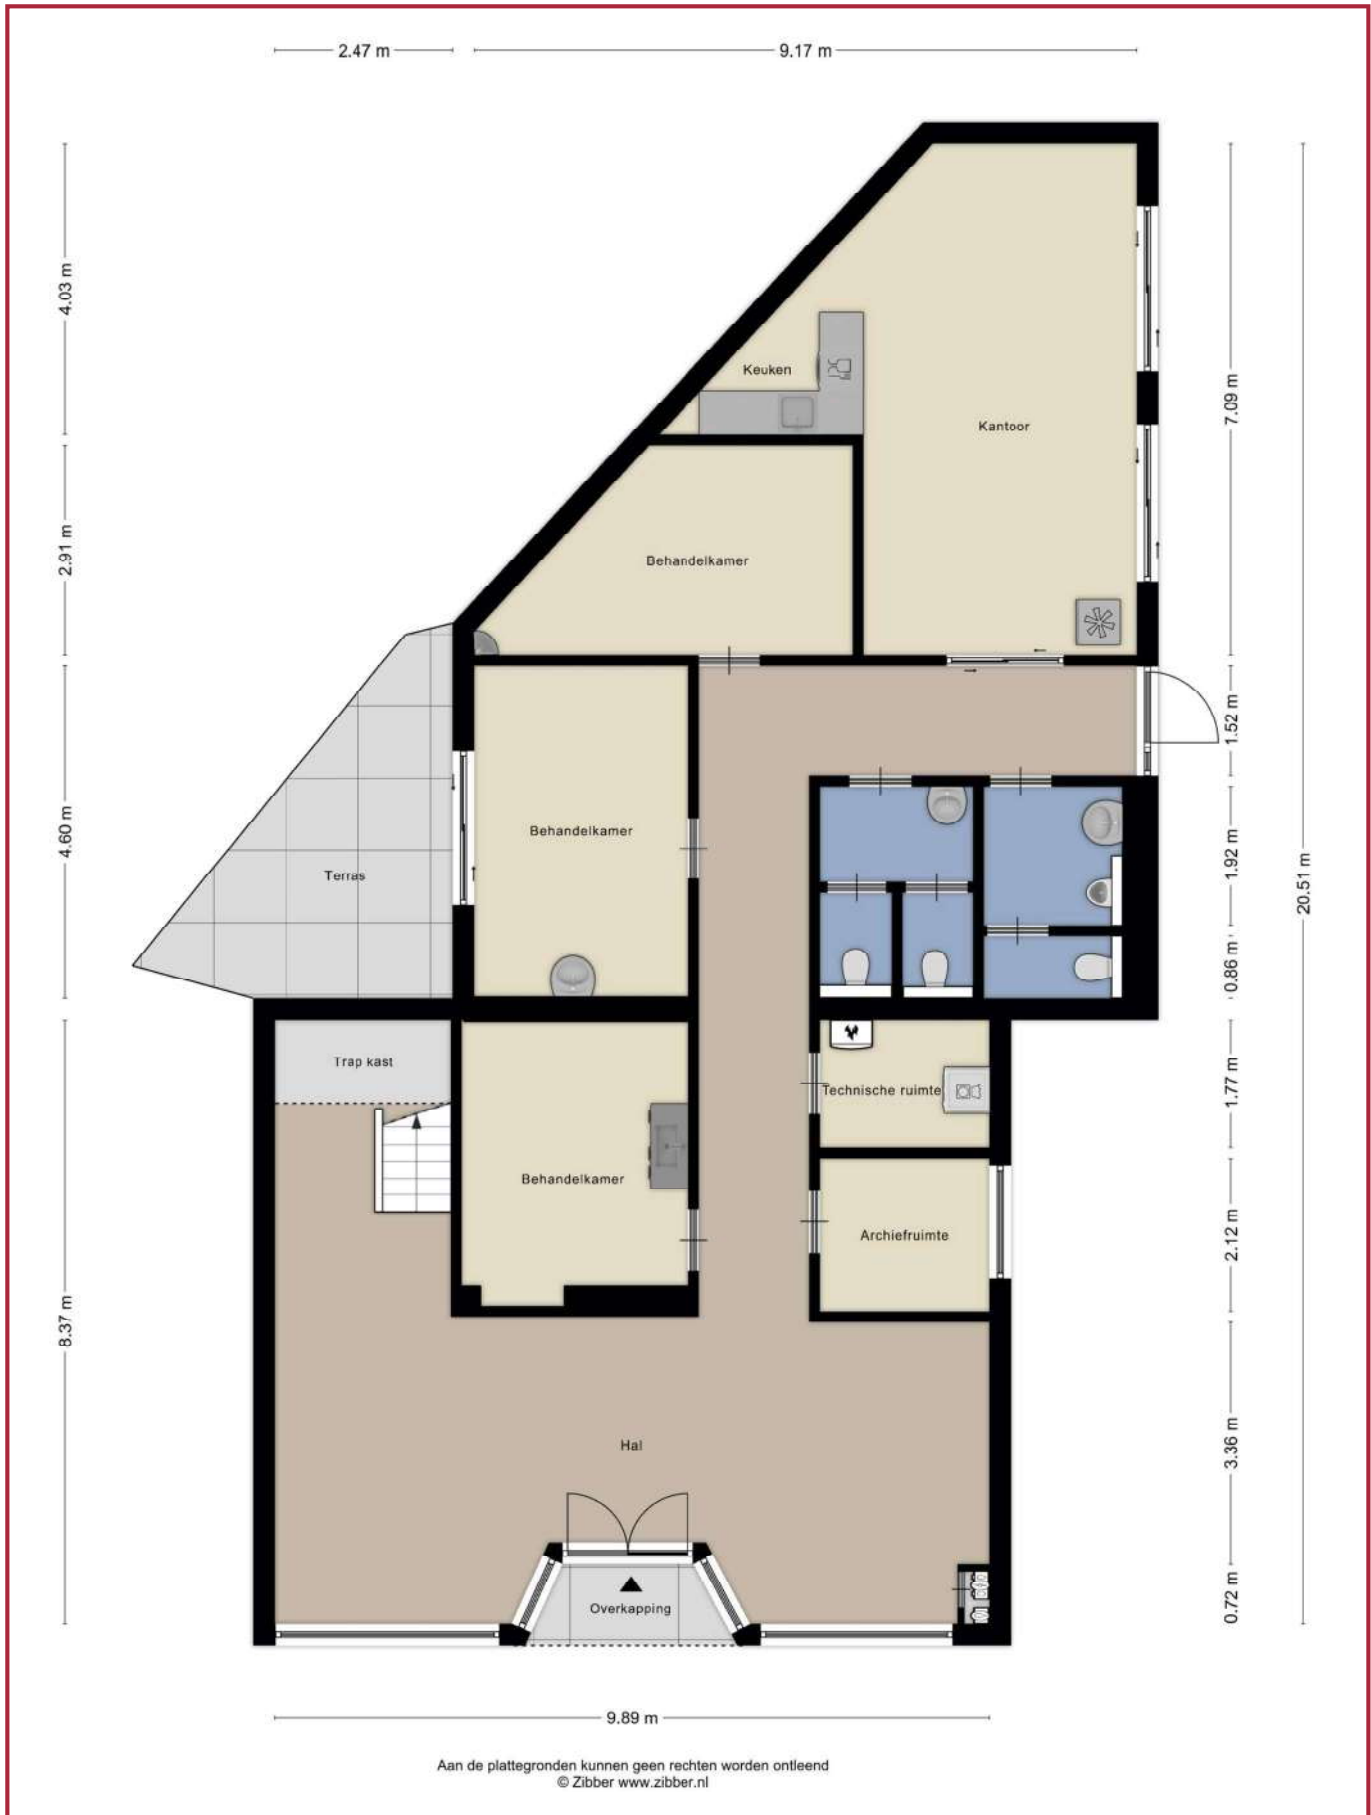 2.47 m
9.17 m
4.03 m
7.09 m
Keuken
Kantoor
2.91 m
Behandelkamer
1.52 m
4.60 m
Behandelkamer
1.92 m
Terras
20.51 m
0.86 m
Trap kast
Technische ruimte
1.77 m
Behandelkamer
Archiefruimte
2.12 m
8.37 m
Hal
3.36 m
Overkapping
0.72 m
9.89 m
Aan de plattegronden kunnen geen rechten worden ontleend
© Zibber www.zibber.nl